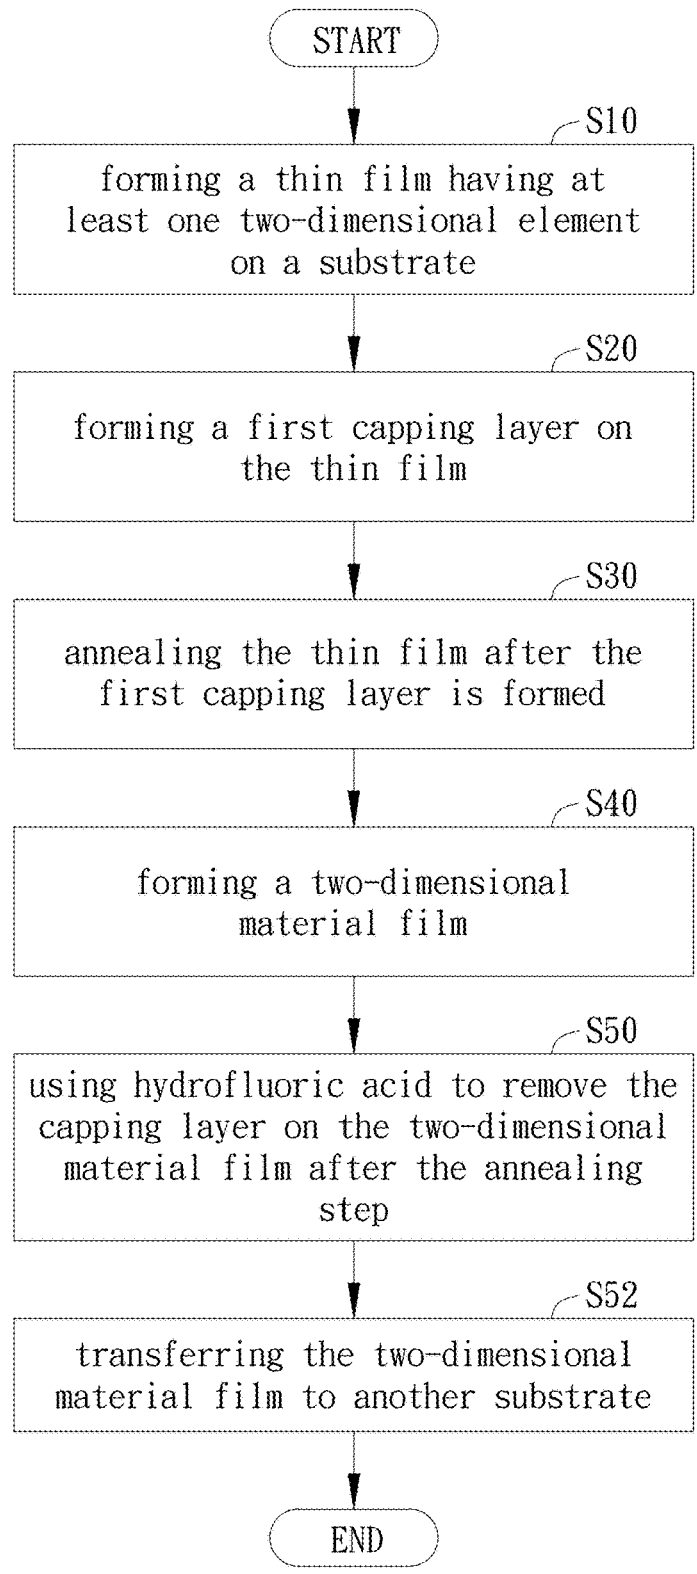 START
S10
forming a thin film having at
least one two-dimensional element
on a substrate
S20
forming a first capping layer on
the thin film
S30
annealing the thin film after the
first capping layer is formed
S40
forming a two-dimensional
material film
S50
using hydrofluoric acid to remove the
capping layer on the two-dimensional
material film after the annealing
step
S52
transferring the two-dimensional
material film to another substrate
END